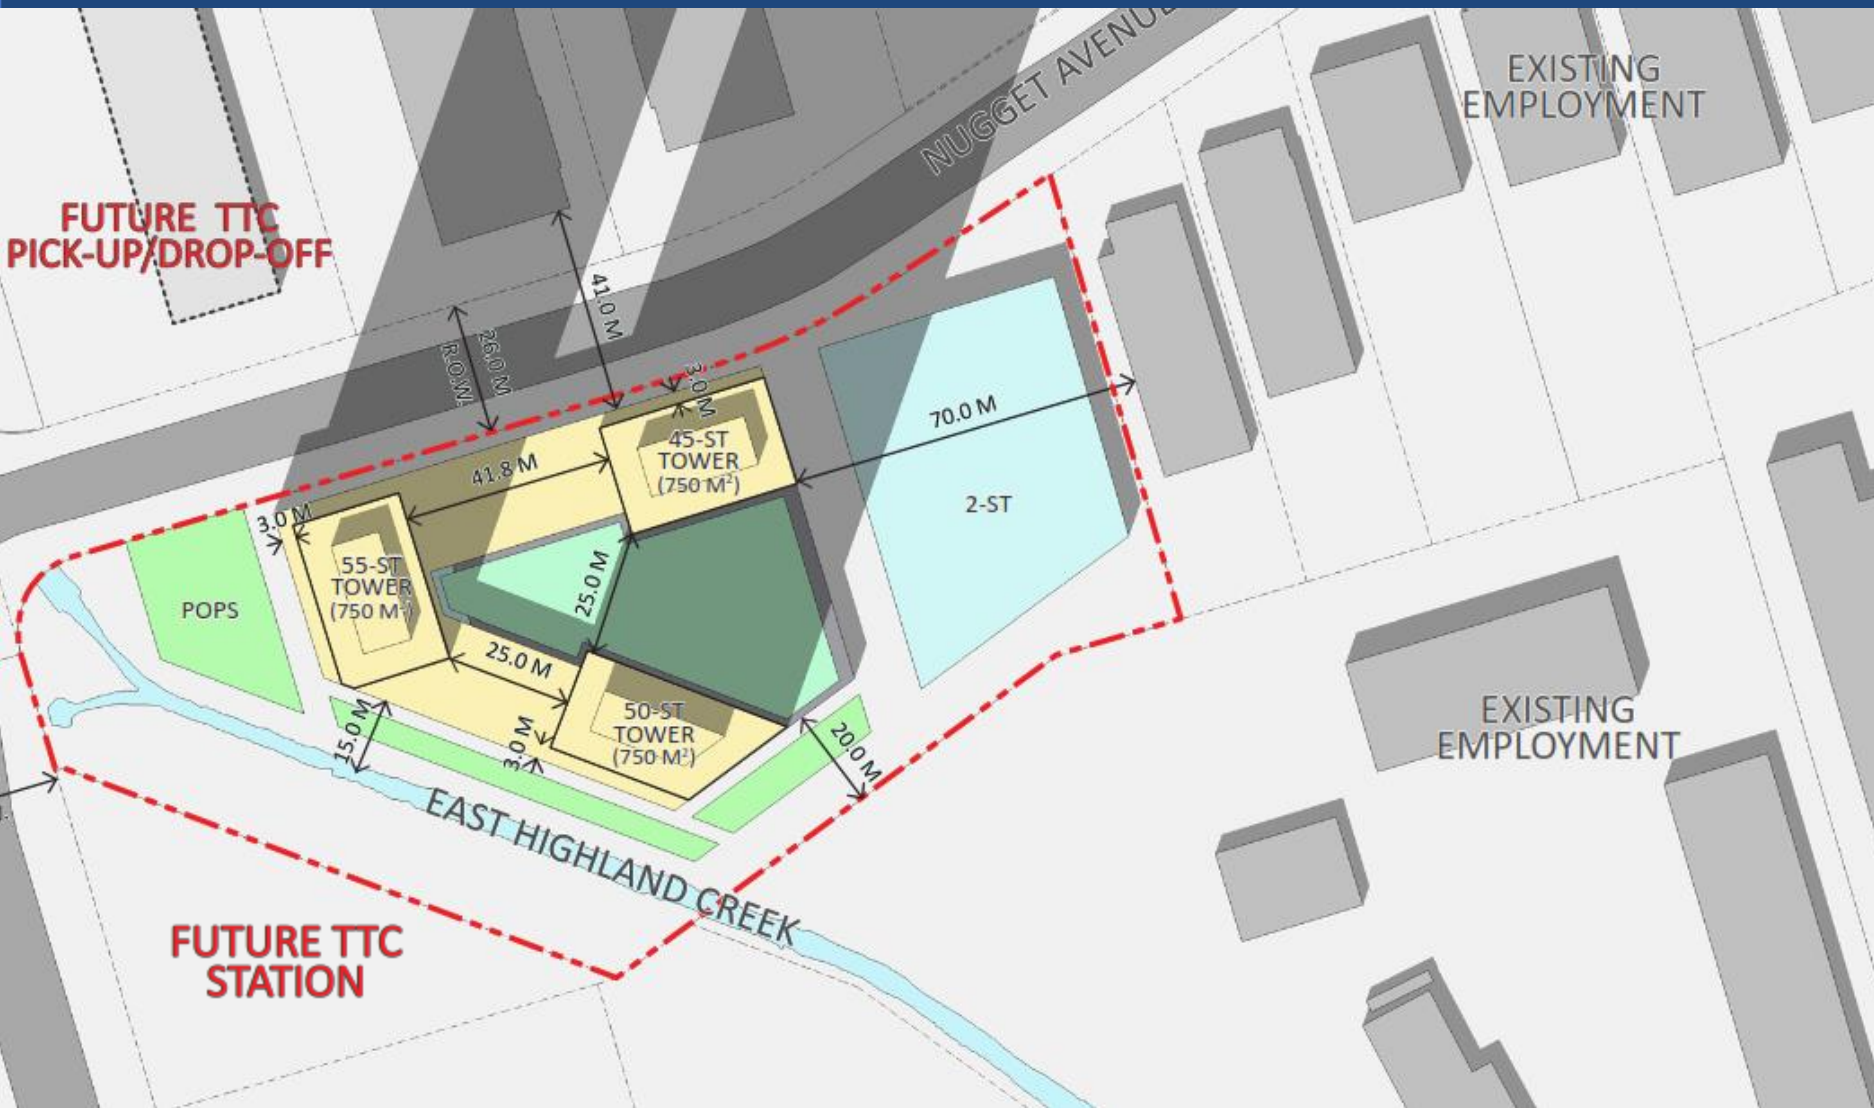 NUGGET AVENUE
EXISTING
EMPLOYMENT
FUTURE TTC
PICK-UP/DROP-OFF
41.0 M
26.0 M
R.O.W.
3.0 M
70.0 M
45-ST
TOWER
(750 M²)
41.8 M
2-ST
3.0 M
55-ST
TOWER
(750 M²)
25.0 M
POPS
25.0 M
50-ST
TOWER
(750 M²)
15.0 M
3.0 M
20.0 M
EXISTING
EMPLOYMENT
EAST HIGHLAND CREEK
FUTURE TTC
STATION